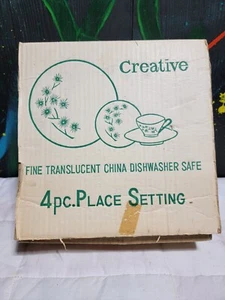 Creative
FINE TRANSLUCENT CHINA DISHWASHER SAFE
4pc. PLACE SETTING